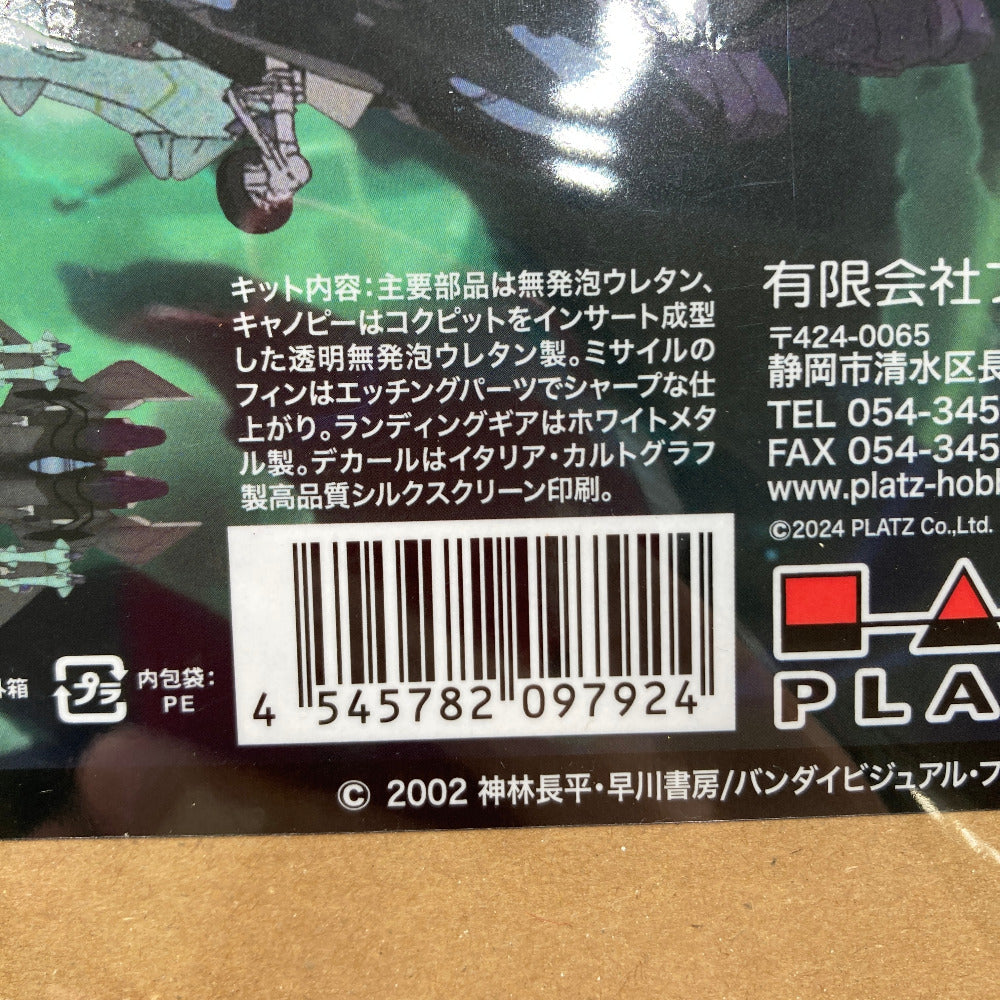 キット内容：主要部品は無発泡ウレタン、
キャノピーはコクピットをインサート成型
した透明無発泡ウレタン製。ミサイルの
フィンはエッチングパーツでシャープな仕
上がり。ランディングギアはホワイトメタ
ル製。デカールはイタリア・カルトグラフ
製高品質シルクスクリーン印刷。
有限会社
〒424-0065
静岡市清水区長
TEL 054-345
FAX 054-345
www.platz-hobb
©2024 PLATZ Co.,Ltd.
PLA
外箱
プラ
内包袋：
PE
4 545782 097924
© 2002 神林長平・早川書房/バンダイビジュアル・